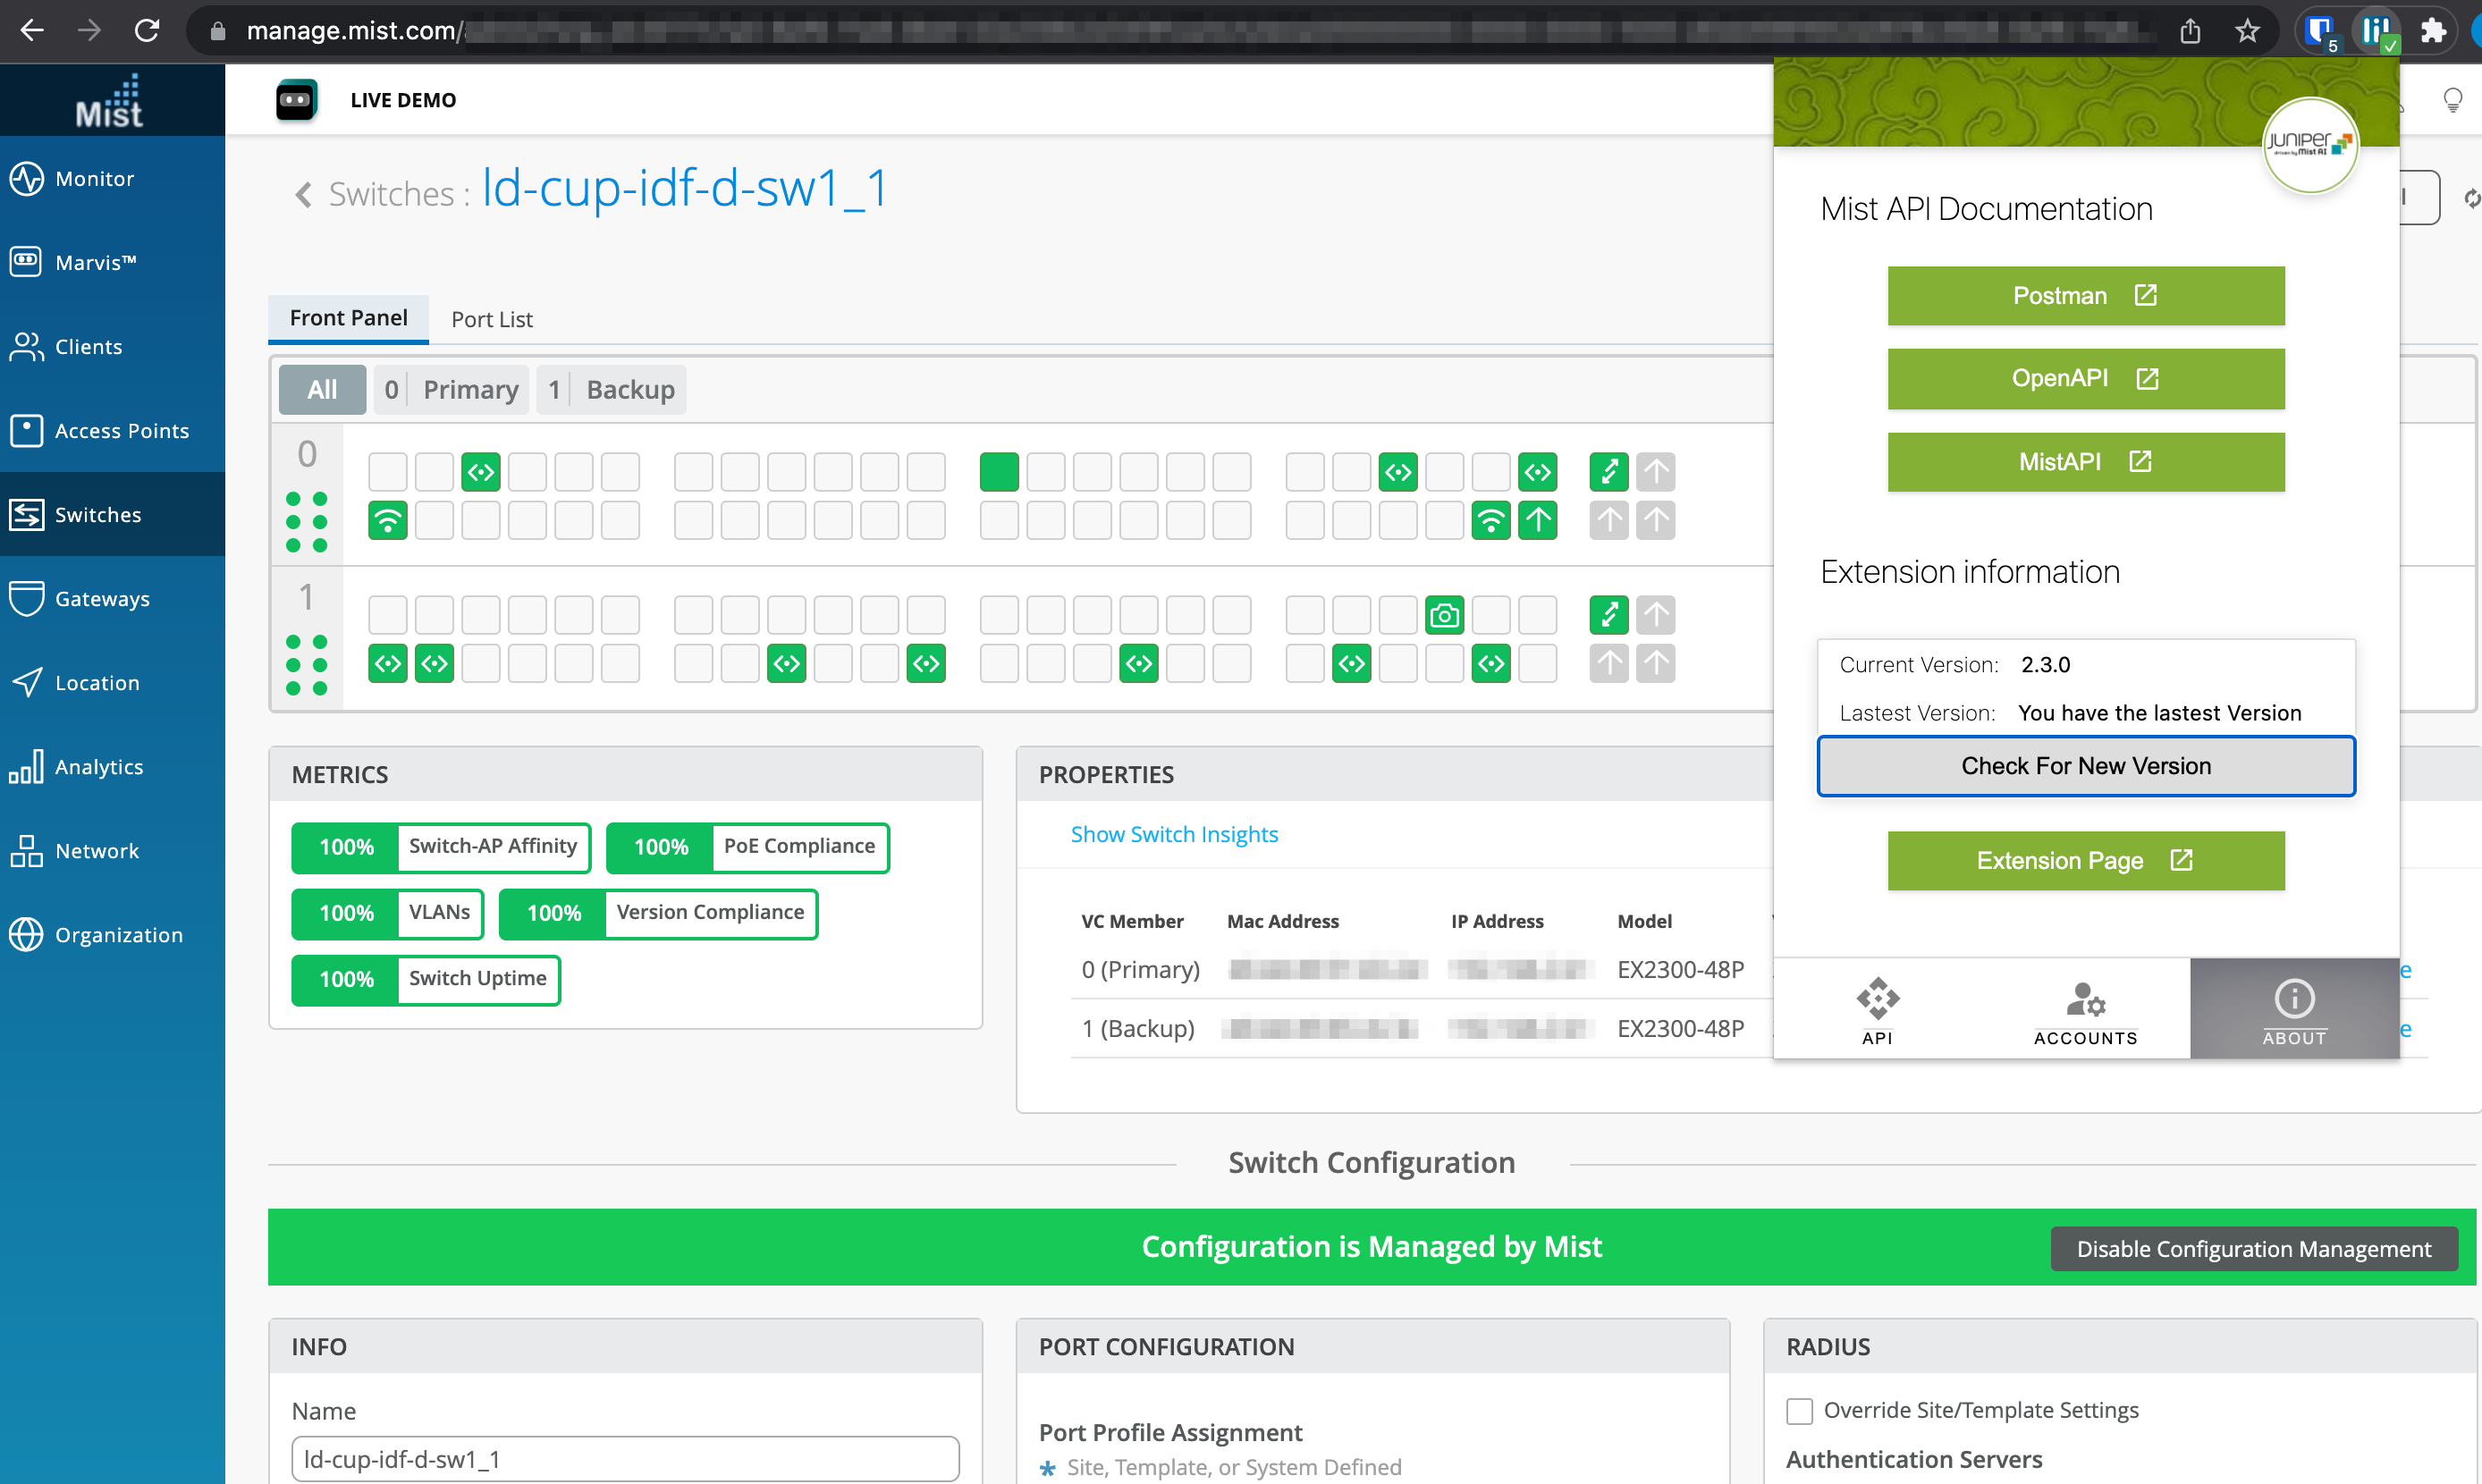 manage.mist.com/
5
Mist
LIVE DEMO
Monitor
Marvis™
Clients
Access Points
Switches
Gateways
Location
Analytics
Network
Organization
Switches : ld-cup-idf-d-sw1_1
Front Panel
Port List
All
0 Primary
1 Backup
0
1
METRICS
100% Switch-AP Affinity
100% PoE Compliance
100% VLANs
100% Version Compliance
100% Switch Uptime
PROPERTIES
Show Switch Insights
VC Member Mac Address IP Address Model
0 (Primary) EX2300-48P
1 (Backup) EX2300-48P
Switch Configuration
Configuration is Managed by Mist
Disable Configuration Management
INFO
Name
ld-cup-idf-d-sw1_1
PORT CONFIGURATION
Port Profile Assignment
* Site, Template, or System Defined
RADIUS
Override Site/Template Settings
Authentication Servers
Juniper
driven by Mist AI
Mist API Documentation
Postman
OpenAPI
MistAPI
Extension information
Current Version: 2.3.0
Lastest Version: You have the lastest Version
Check For New Version
Extension Page
API
ACCOUNTS
ABOUT